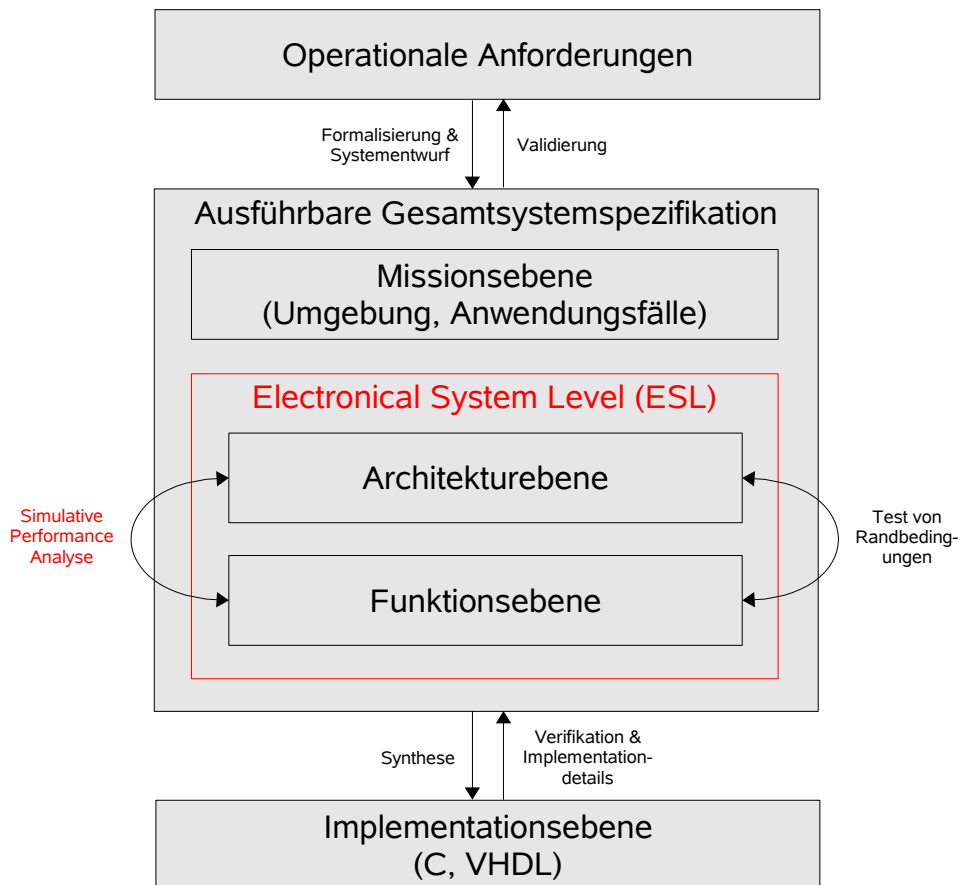 Operationale Anforderungen
Formalisierung &
Systementwurf
Validierung
Ausführbare Gesamtsystemspezifikation
Missionsebene
(Umgebung, Anwendungsfälle)
Electronical System Level (ESL)
Architekturebene
Simulative
Performance
Analyse
Test von
Randbeding-
ungen
Funktionsebene
Synthese
Verifikation &
Implementation-
details
Implementationsebene
(C, VHDL)